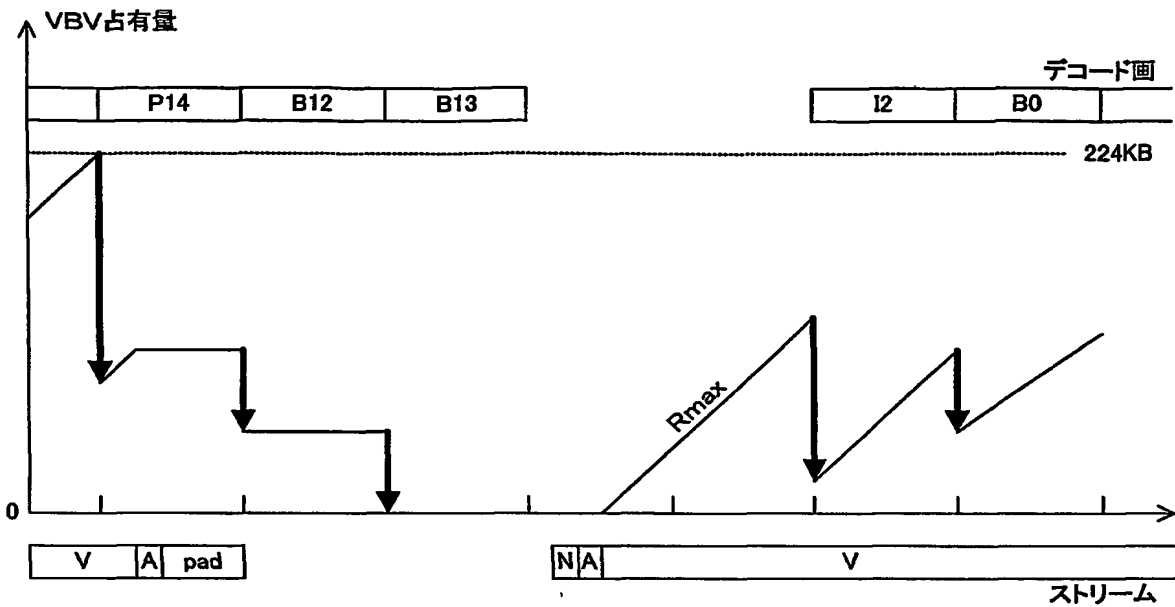 VBV占有量
デコード画
P14 B12 B13 I2 B0
224KB
Rmax
0
V A pad N A V
ストリーム